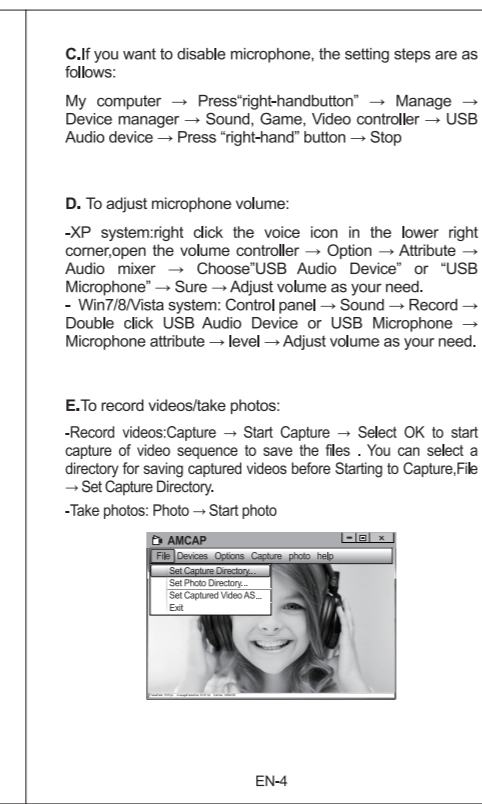 C.If you want to disable microphone, the setting steps are as
follows:
My computer → Press“right-handbutton” → Manage →
Device manager → Sound, Game, Video controller → USB
Audio device → Press “right-hand” button → Stop
D. To adjust microphone volume:
-XP system:right click the voice icon in the lower right
corner,open the volume controller → Option → Attribute →
Audio mixer → Choose"USB Audio Device” or “USB
Microphone” → Sure → Adjust volume as your need.
- Win7/8/Vista system: Control panel → Sound → Record →
Double click USB Audio Device or USB Microphone →
Microphone attribute → level → Adjust volume as your need.
E.To record videos/take photos:
-Record videos:Capture → Start Capture → Select OK to start
capture of video sequence to save the files . You can select a
directory for saving captured videos before Starting to Capture,File
→ Set Capture Directory.
-Take photos: Photo → Start photo
AMCAP
File Devices Options Capture photo help
Set Capture Directory...
Set Photo Directory...
Set Captured Video AS...
Exit
EN-4